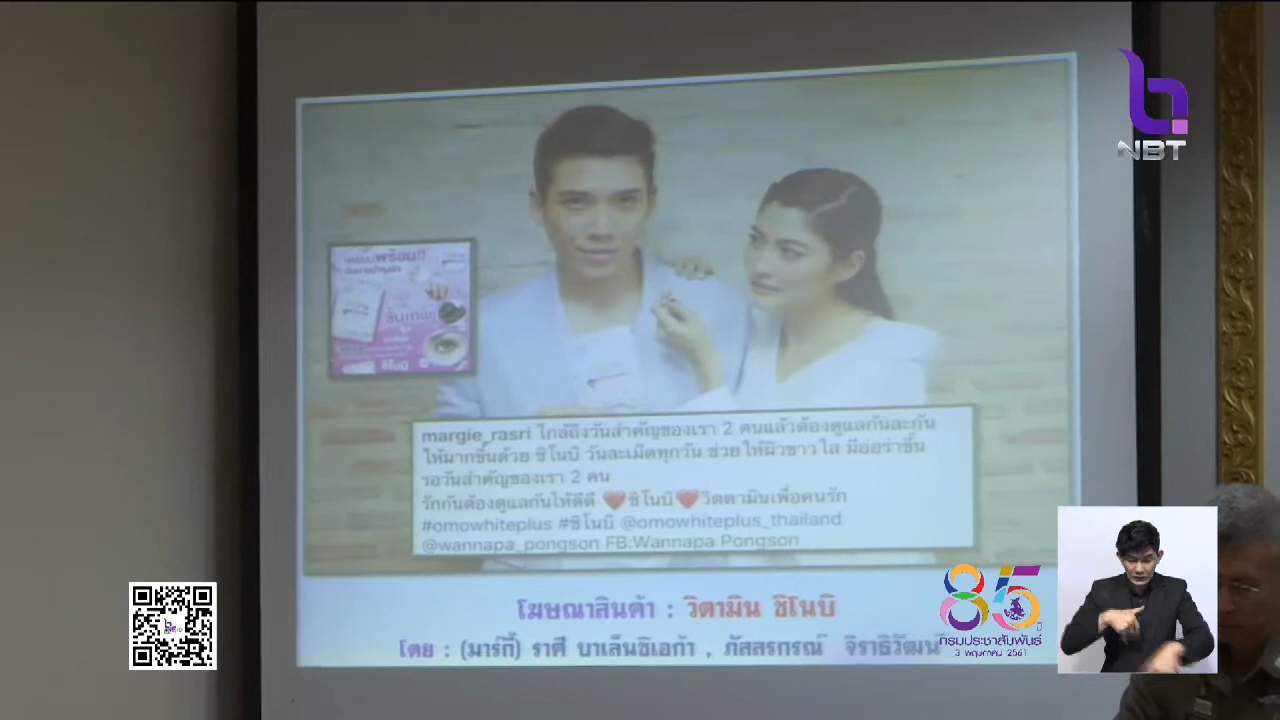 NBT
พร้อม!!
ชิโนบิ
margie_rasri ใกล้ถึงวันสำคัญของเรา 2 คนแล้วต้องดูแลกันละกัน
ให้มากขึ้นด้วย ชิโนบิ วันละเม็ดทุกวัน ช่วยให้ผิวขาวใส มีอ่อร่าขึ้น
รอวันสำคัญของเรา 2 คน
รักกันต้องดูแลกันให้ดีดี ❤️ชิโนบิ❤️วิตตามินเพื่อคนรัก
#omowhiteplus #ชิโนบิ @omowhiteplus_thailand
@wannapa_pongson FB:Wannapa Pongson
โฆษณาสินค้า : วิตามิน ชิโนบิ
โดย : (มาร์กี้) ราศี บาเล็นซิเอก้า , ภัสสรกรณ์ จิราธิวัฒน์
85 ปี
กรมประชาสัมพันธ์
3 พฤษภาคม 2561